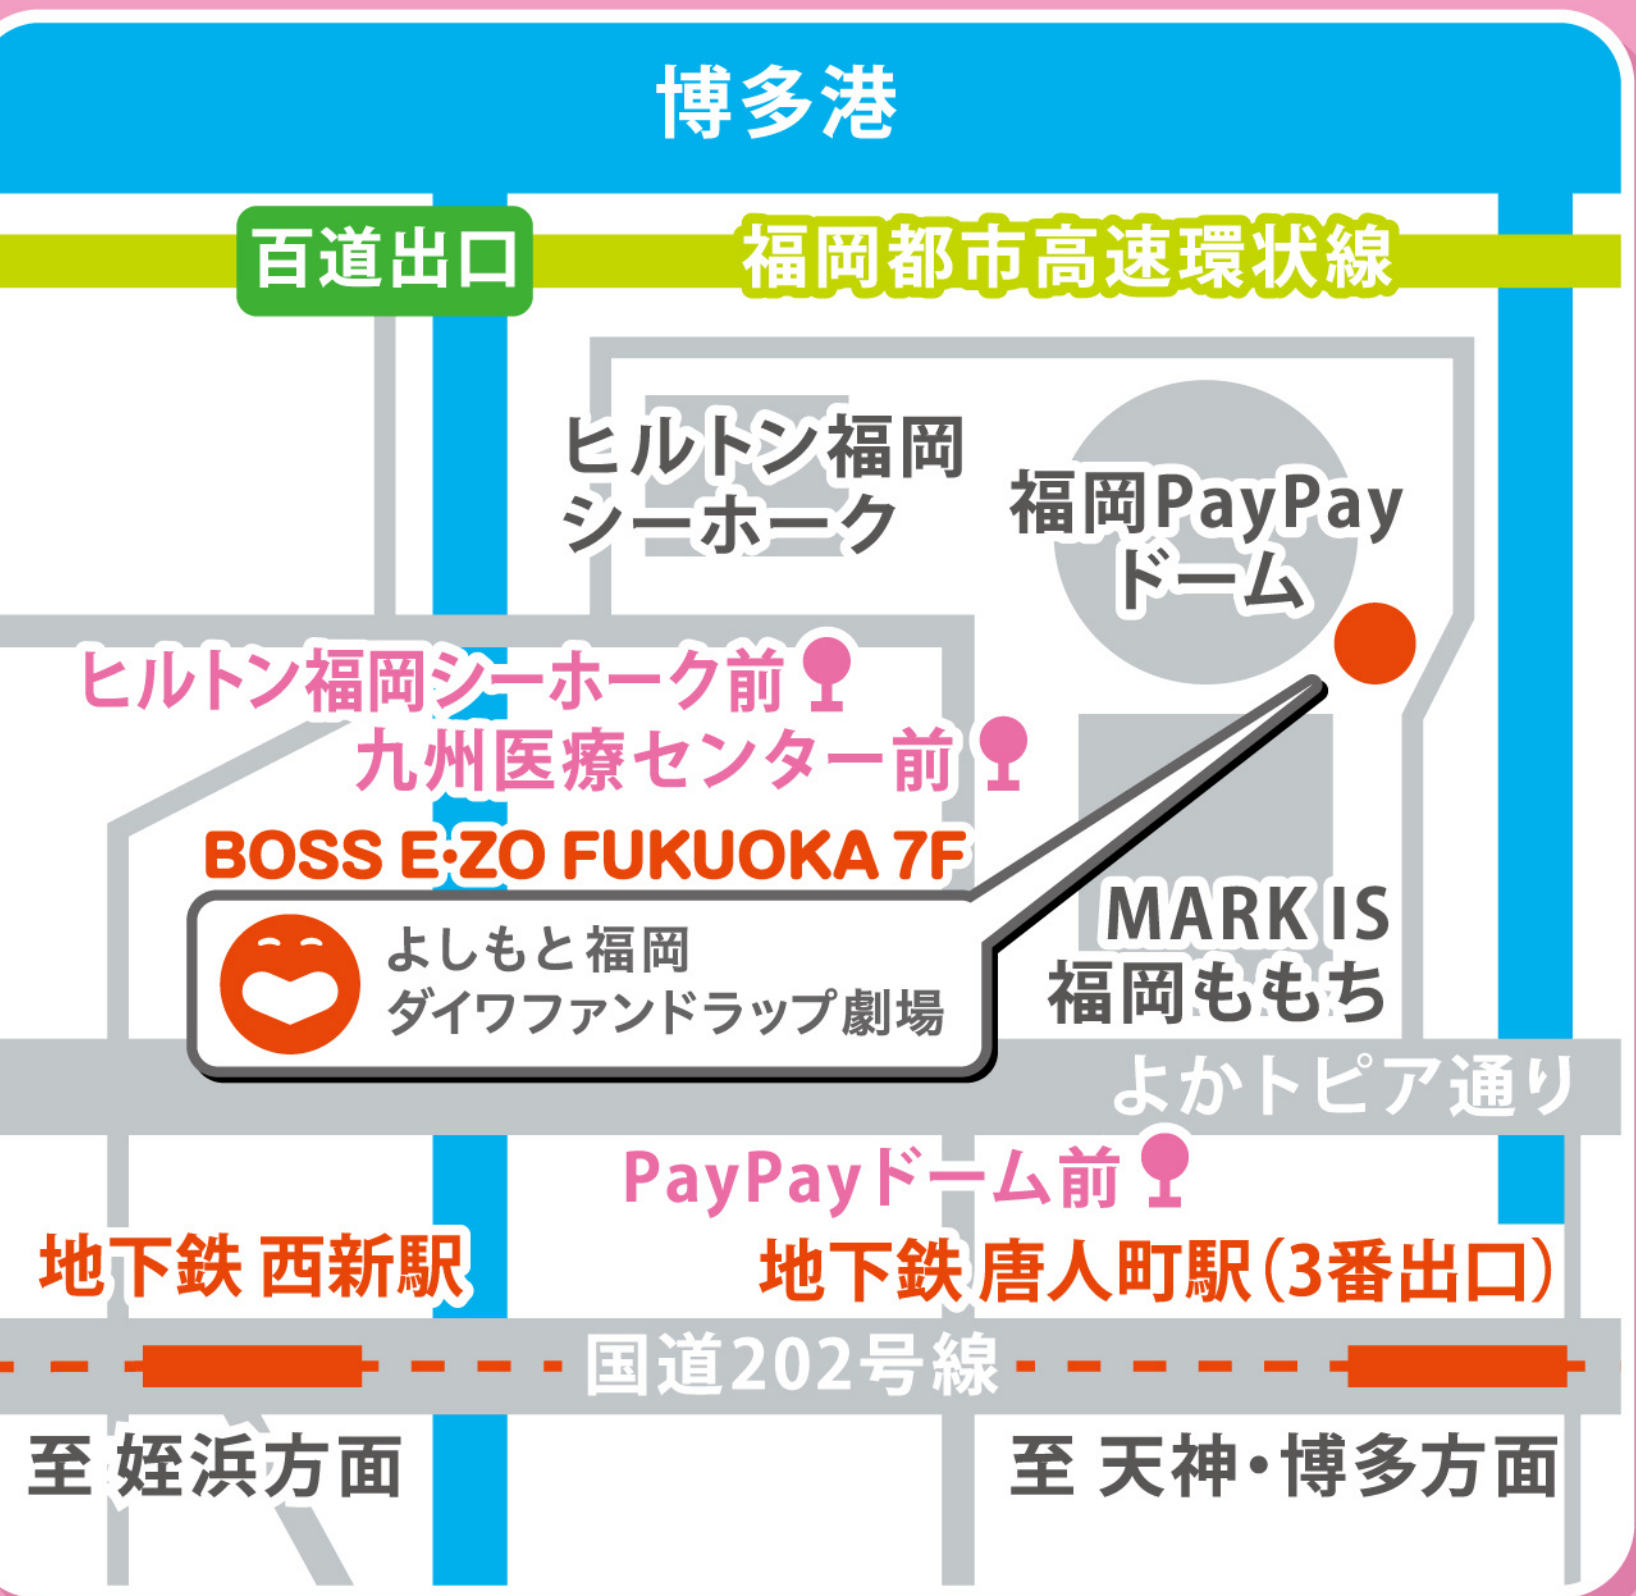 博多港
百道出口
福岡都市高速環状線
ヒルトン福岡
シーホーク
福岡PayPay
ドーム
ヒルトン福岡シーホーク前
九州医療センター前
BOSS E・ZO FUKUOKA 7F
よしもと福岡
ダイワファンドラップ劇場
MARK IS
福岡ももち
よかトピア通り
PayPayドーム前
地下鉄 西新駅
地下鉄 唐人町駅（3番出口）
国道202号線
至 姪浜方面
至 天神・博多方面